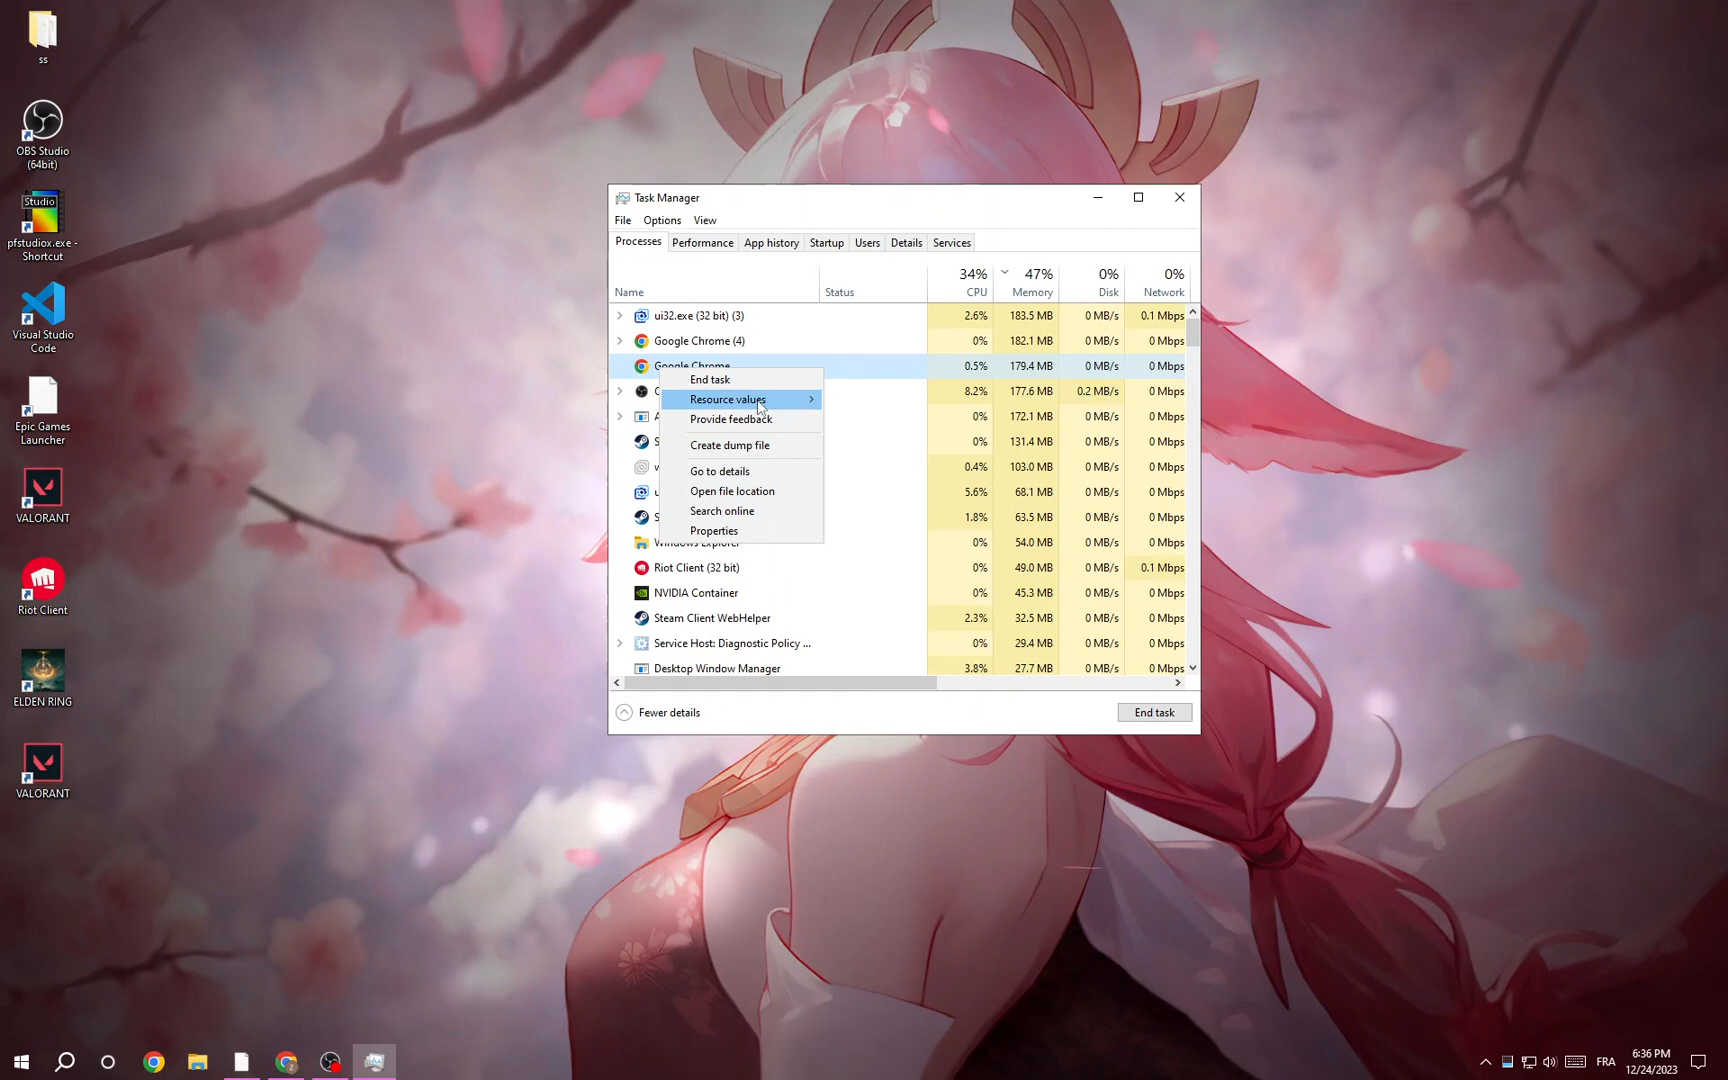 ss
OBS Studio
(64bit)
Studio
pfstudiox.exe -
Shortcut
Visual Studio
Code
Epic Games
Launcher
VALORANT
Riot Client
ELDEN RING
VALORANT
Task Manager
File Options View
Processes Performance App history Startup Users Details Services
34% 47% 0% 0%
Name Status CPU Memory Disk Network
ui32.exe (32 bit) (3) 2.6% 183.5 MB 0 MB/s 0.1 Mbps
Google Chrome (4) 0% 182.1 MB 0 MB/s 0 Mbps
Google Chrome 0.5% 179.4 MB 0 MB/s 0 Mbps
8.2% 177.6 MB 0.2 MB/s 0 Mbps
0% 172.1 MB 0 MB/s 0 Mbps
0% 131.4 MB 0 MB/s 0 Mbps
0.4% 103.0 MB 0 MB/s 0 Mbps
5.6% 68.1 MB 0 MB/s 0 Mbps
1.8% 63.5 MB 0 MB/s 0 Mbps
Windows Explorer 0% 54.0 MB 0 MB/s 0 Mbps
Riot Client (32 bit) 0% 49.0 MB 0 MB/s 0.1 Mbps
NVIDIA Container 0% 45.3 MB 0 MB/s 0 Mbps
Steam Client WebHelper 2.3% 32.5 MB 0 MB/s 0 Mbps
Service Host: Diagnostic Policy ... 0% 29.4 MB 0 MB/s 0 Mbps
Desktop Window Manager 3.8% 27.7 MB 0 MB/s 0 Mbps
End task
Resource values
Provide feedback
Create dump file
Go to details
Open file location
Search online
Properties
Fewer details End task
FRA
6:36 PM
12/24/2023